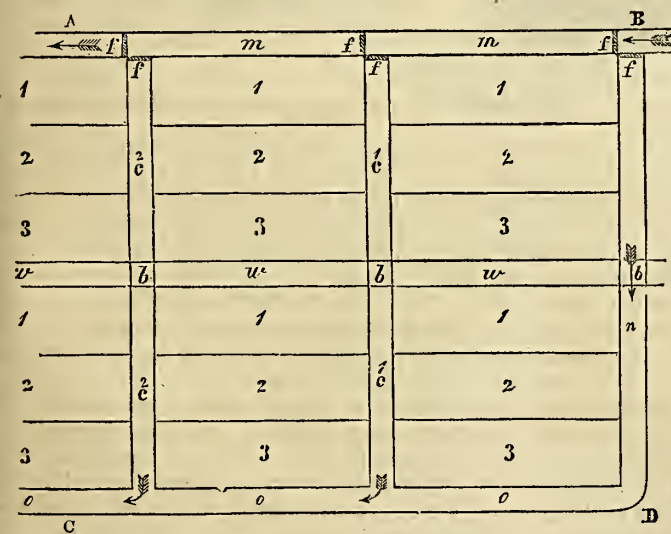 A B
f m f m f
f f f
1 1 1
2 2/c 2 1/c 2
3 3 3
w b w b w b
1 1 1 n
2 2/c 2 1/c 2
3 3 3
o o o
C D